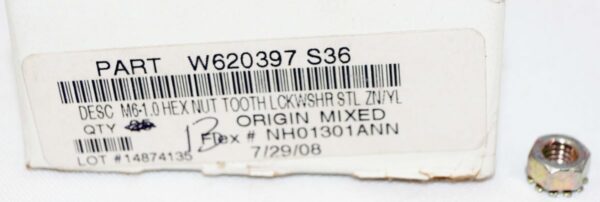 PART W620397 S36
DESC M6-1.0 HEX NUT TOOTH LCKWSHR STL ZN/YL
QTY 13 ORIGIN MIXED
Flex # NH01301ANN
LOT #14874135 7/29/08